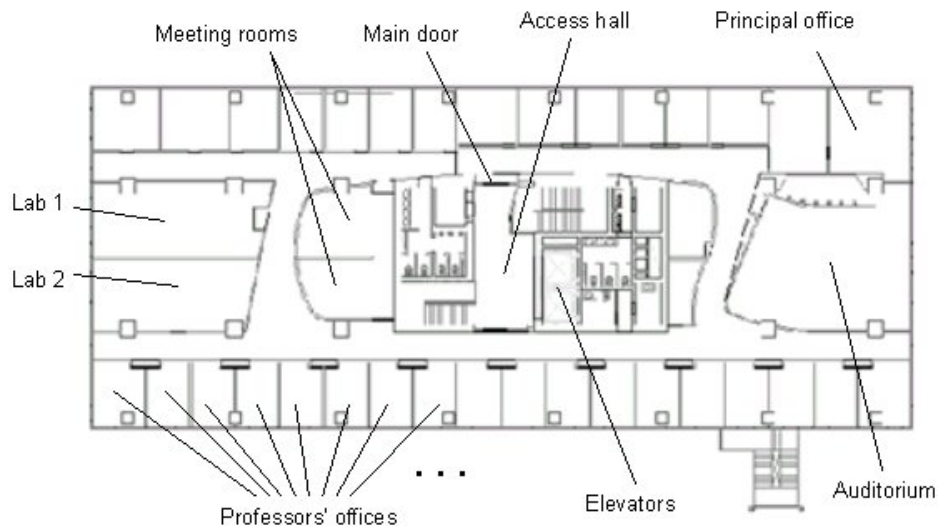 Access hall
Principal office
Meeting rooms
Main door
Lab 1
Lab 2
. . .
Elevators
Auditorium
Professors' offices